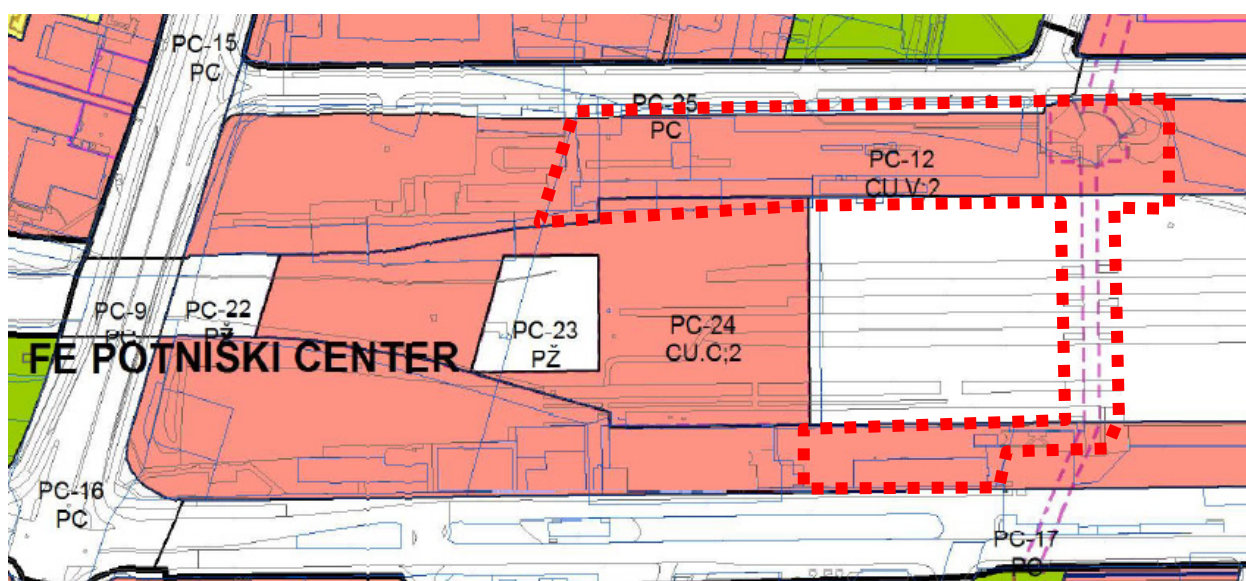 PC-15
PC
PC-25
PC
PC-12
CU.V;2
PC-9
PC-22
PŽ
PC-23
PŽ
PC-24
CU.C;2
FE POTNIŠKI CENTER
PC-16
PC
PC-17
PC